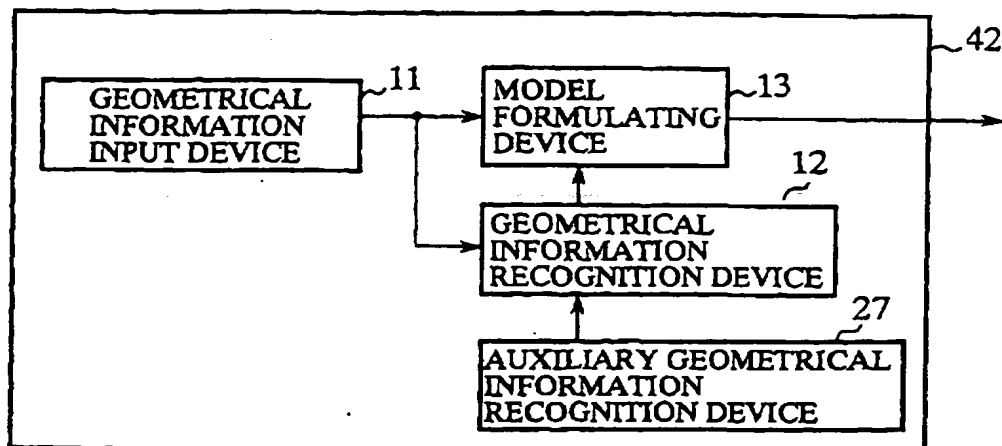 42
11
GEOMETRICAL
INFORMATION
INPUT DEVICE
13
MODEL
FORMULATING
DEVICE
12
GEOMETRICAL
INFORMATION
RECOGNITION DEVICE
27
AUXILIARY GEOMETRICAL
INFORMATION
RECOGNITION DEVICE